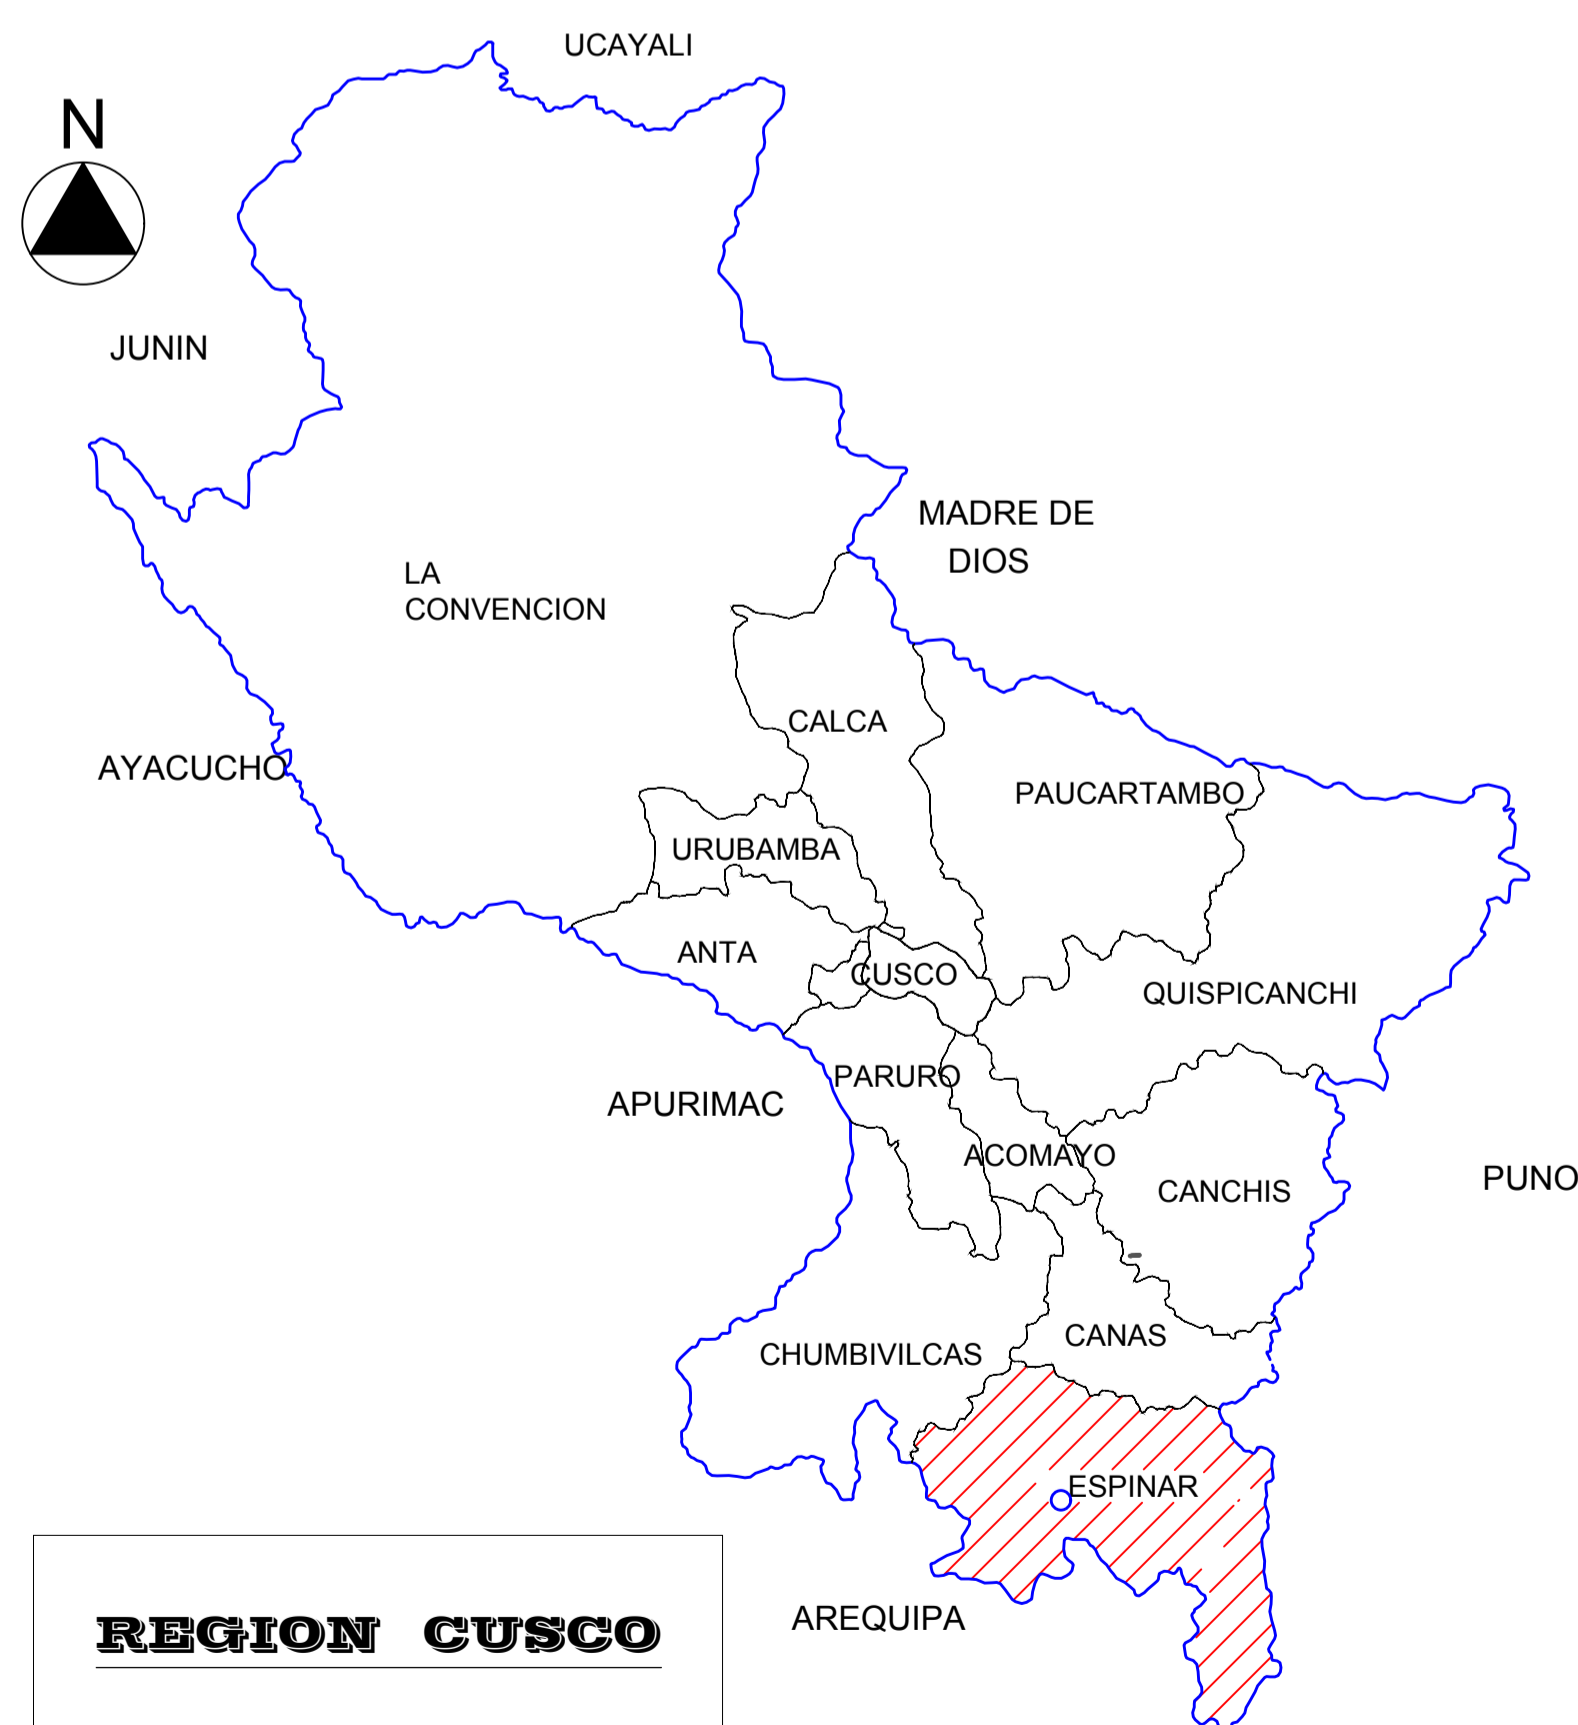 UCAYALI
N
JUNIN
MADRE DE
DIOS
LA
CONVENCION
CALCA
AYACUCHO
PAUCARTAMBO
URUBAMBA
ANTA
CUSCO
QUISPICANCHI
PARURO
APURIMAC
ACOMAYO
CANCHIS
PUNO
CANAS
CHUMBIVILCAS
ESPINAR
AREQUIPA
REGION CUSCO